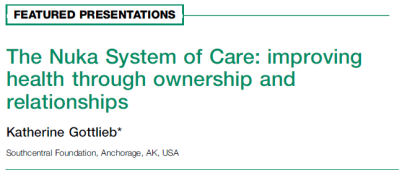 FEATURED PRESENTATIONS
The Nuka System of Care: improving
health through ownership and
relationships
Katherine Gottlieb*
Southcentral Foundation, Anchorage, AK, USA